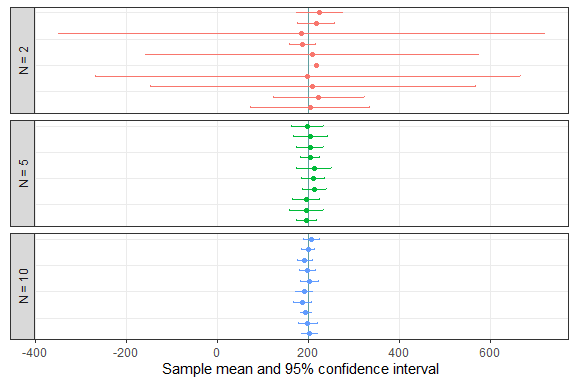 N = 2
N = 5
N = 10
-400 -200 0 200 400 600
Sample mean and 95% confidence interval